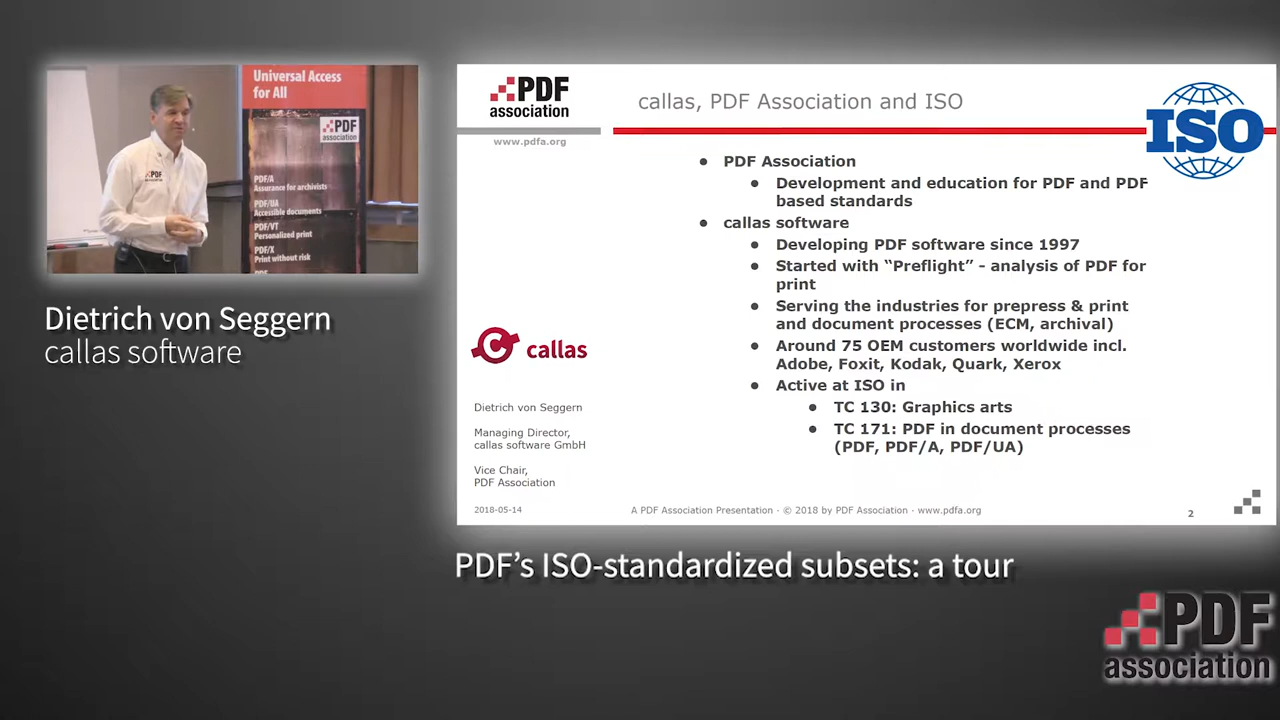 Universal Access
for All
PDF
association
PDF/A
Assurance for archivists
PDF/UA
Accessible documents
PDF/VT
Personalized print
PDF/X
Print without risk
PDF
Dietrich von Seggern
callas software
PDF
association
www.pdfa.org
callas, PDF Association and ISO
ISO
• PDF Association
• Development and education for PDF and PDF
based standards
• callas software
• Developing PDF software since 1997
• Started with “Preflight” - analysis of PDF for
print
• Serving the industries for prepress & print
and document processes (ECM, archival)
• Around 75 OEM customers worldwide incl.
Adobe, Foxit, Kodak, Quark, Xerox
• Active at ISO in
• TC 130: Graphics arts
• TC 171: PDF in document processes
(PDF, PDF/A, PDF/UA)
callas
Dietrich von Seggern
Managing Director,
callas software GmbH
Vice Chair,
PDF Association
2018-05-14
A PDF Association Presentation · © 2018 by PDF Association · www.pdfa.org
2
PDF’s ISO-standardized subsets: a tour
PDF
association